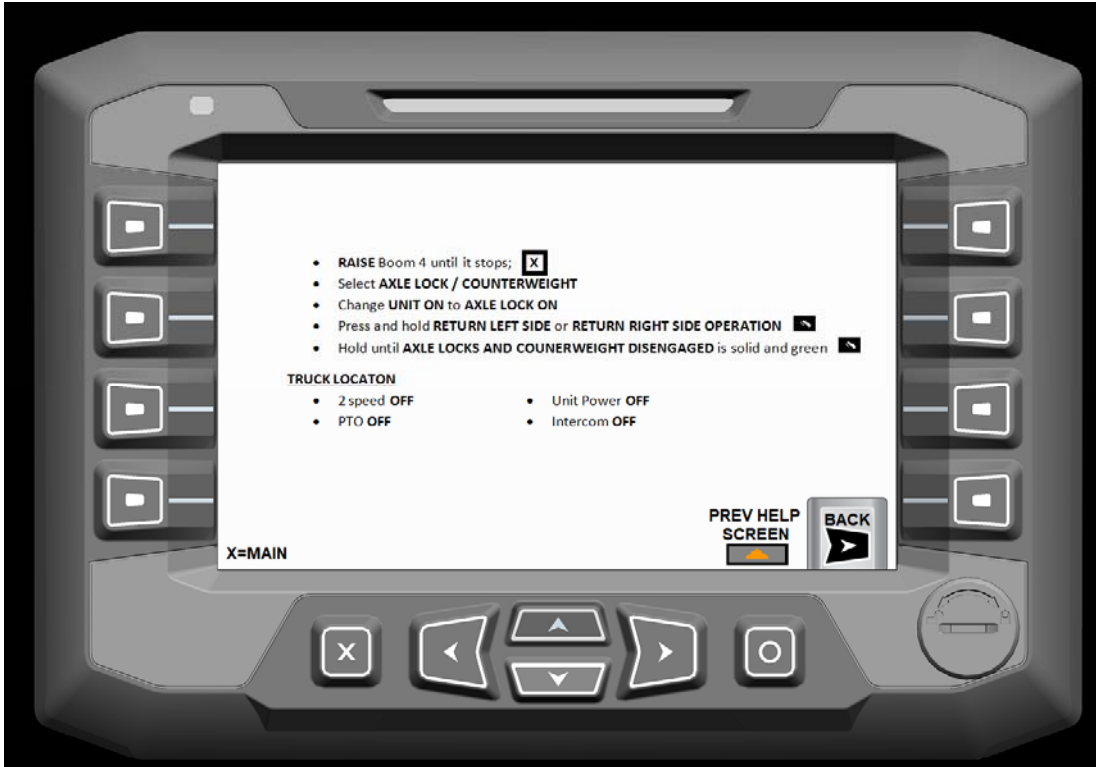 • RAISE Boom 4 until it stops; X
• Select AXLE LOCK / COUNTERWEIGHT
• Change UNIT ON to AXLE LOCK ON
• Press and hold RETURN LEFT SIDE or RETURN RIGHT SIDE OPERATION
• Hold until AXLE LOCKS AND COUNERWEIGHT DISENGAGED is solid and green
TRUCK LOCATON
• 2 speed OFF • Unit Power OFF
• PTO OFF • Intercom OFF
PREV HELP
SCREEN
BACK
X=MAIN
X O